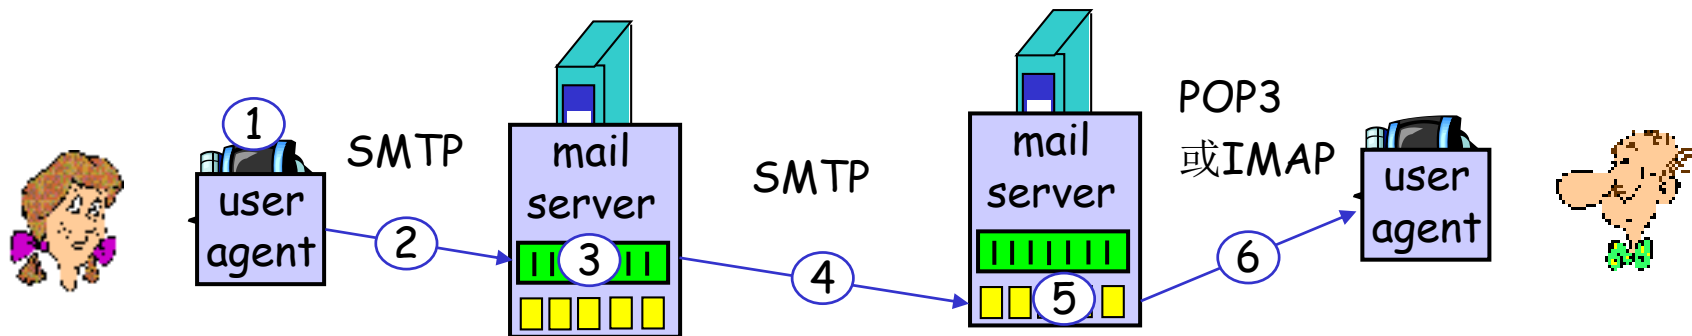 1
user
agent
SMTP
2
mail
server
3
SMTP
4
mail
server
5
POP3
或IMAP
6
user
agent